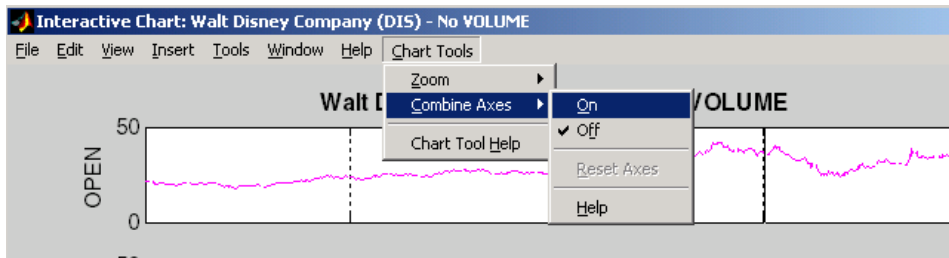 Interactive Chart: Walt Disney Company (DIS) - No VOLUME
File Edit View Insert Tools Window Help Chart Tools
Zoom
Walt D
Combine Axes
On
VOLUME
50
Off
Chart Tool Help
OPEN
Reset Axes
0
Help